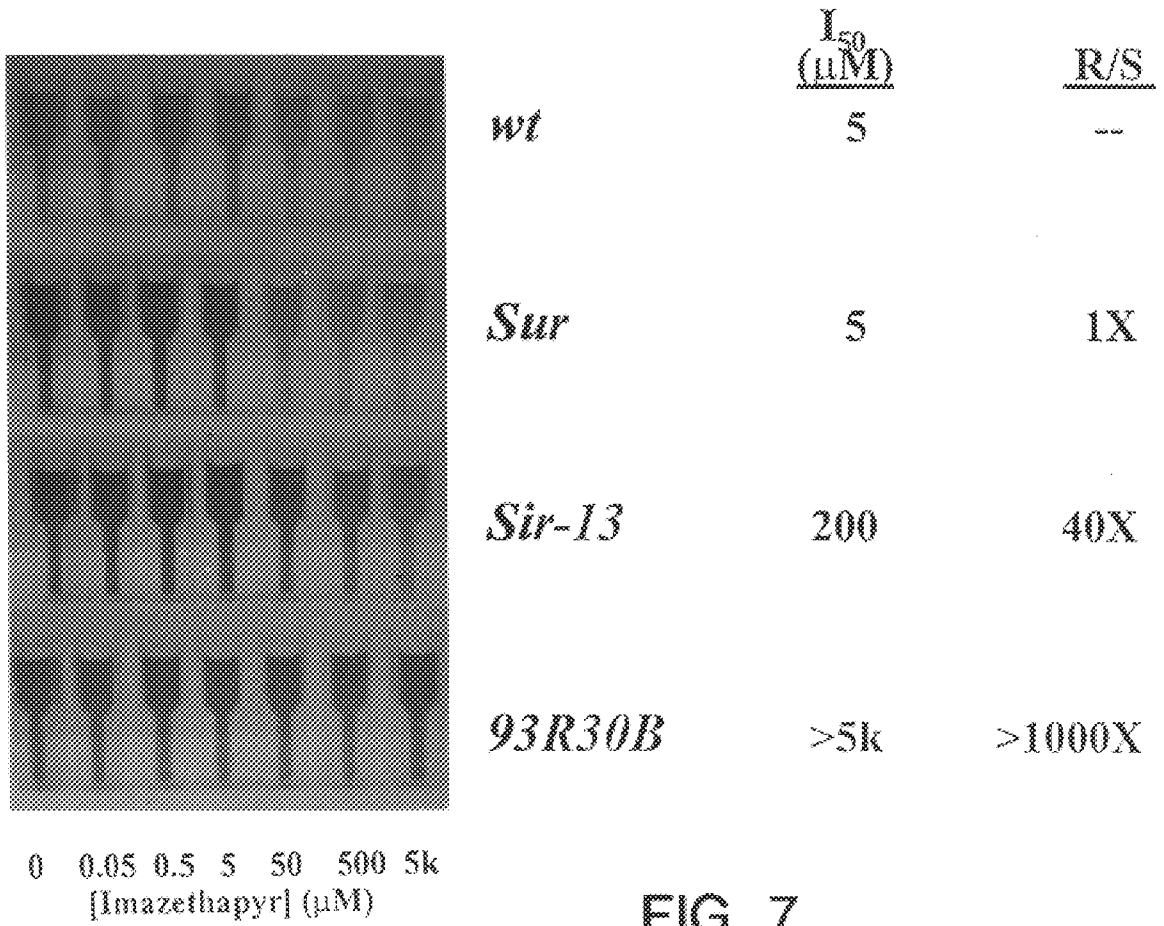 I50
(µM) R/S
wt 5 --
Sur 5 1X
Sir-13 200 40X
93R30B >5k >1000X
0 0.05 0.5 5 50 500 5k
[Imazethapyr] (µM)
FIG 7